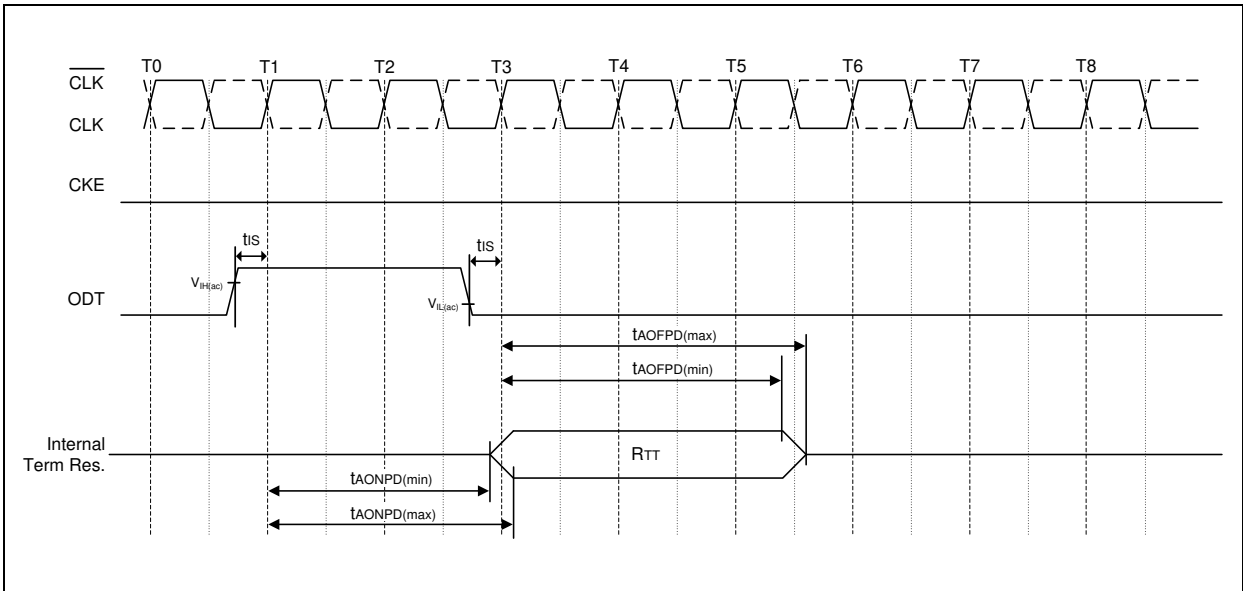 T0 T1 T2 T3 T4 T5 T6 T7 T8
CLK
CLK
CKE
tIS tIS
VIH(ac)
ODT
VIL(ac)
tAOFPD(max)
tAOFPD(min)
Internal
Term Res.
RTT
tAONPD(min)
tAONPD(max)